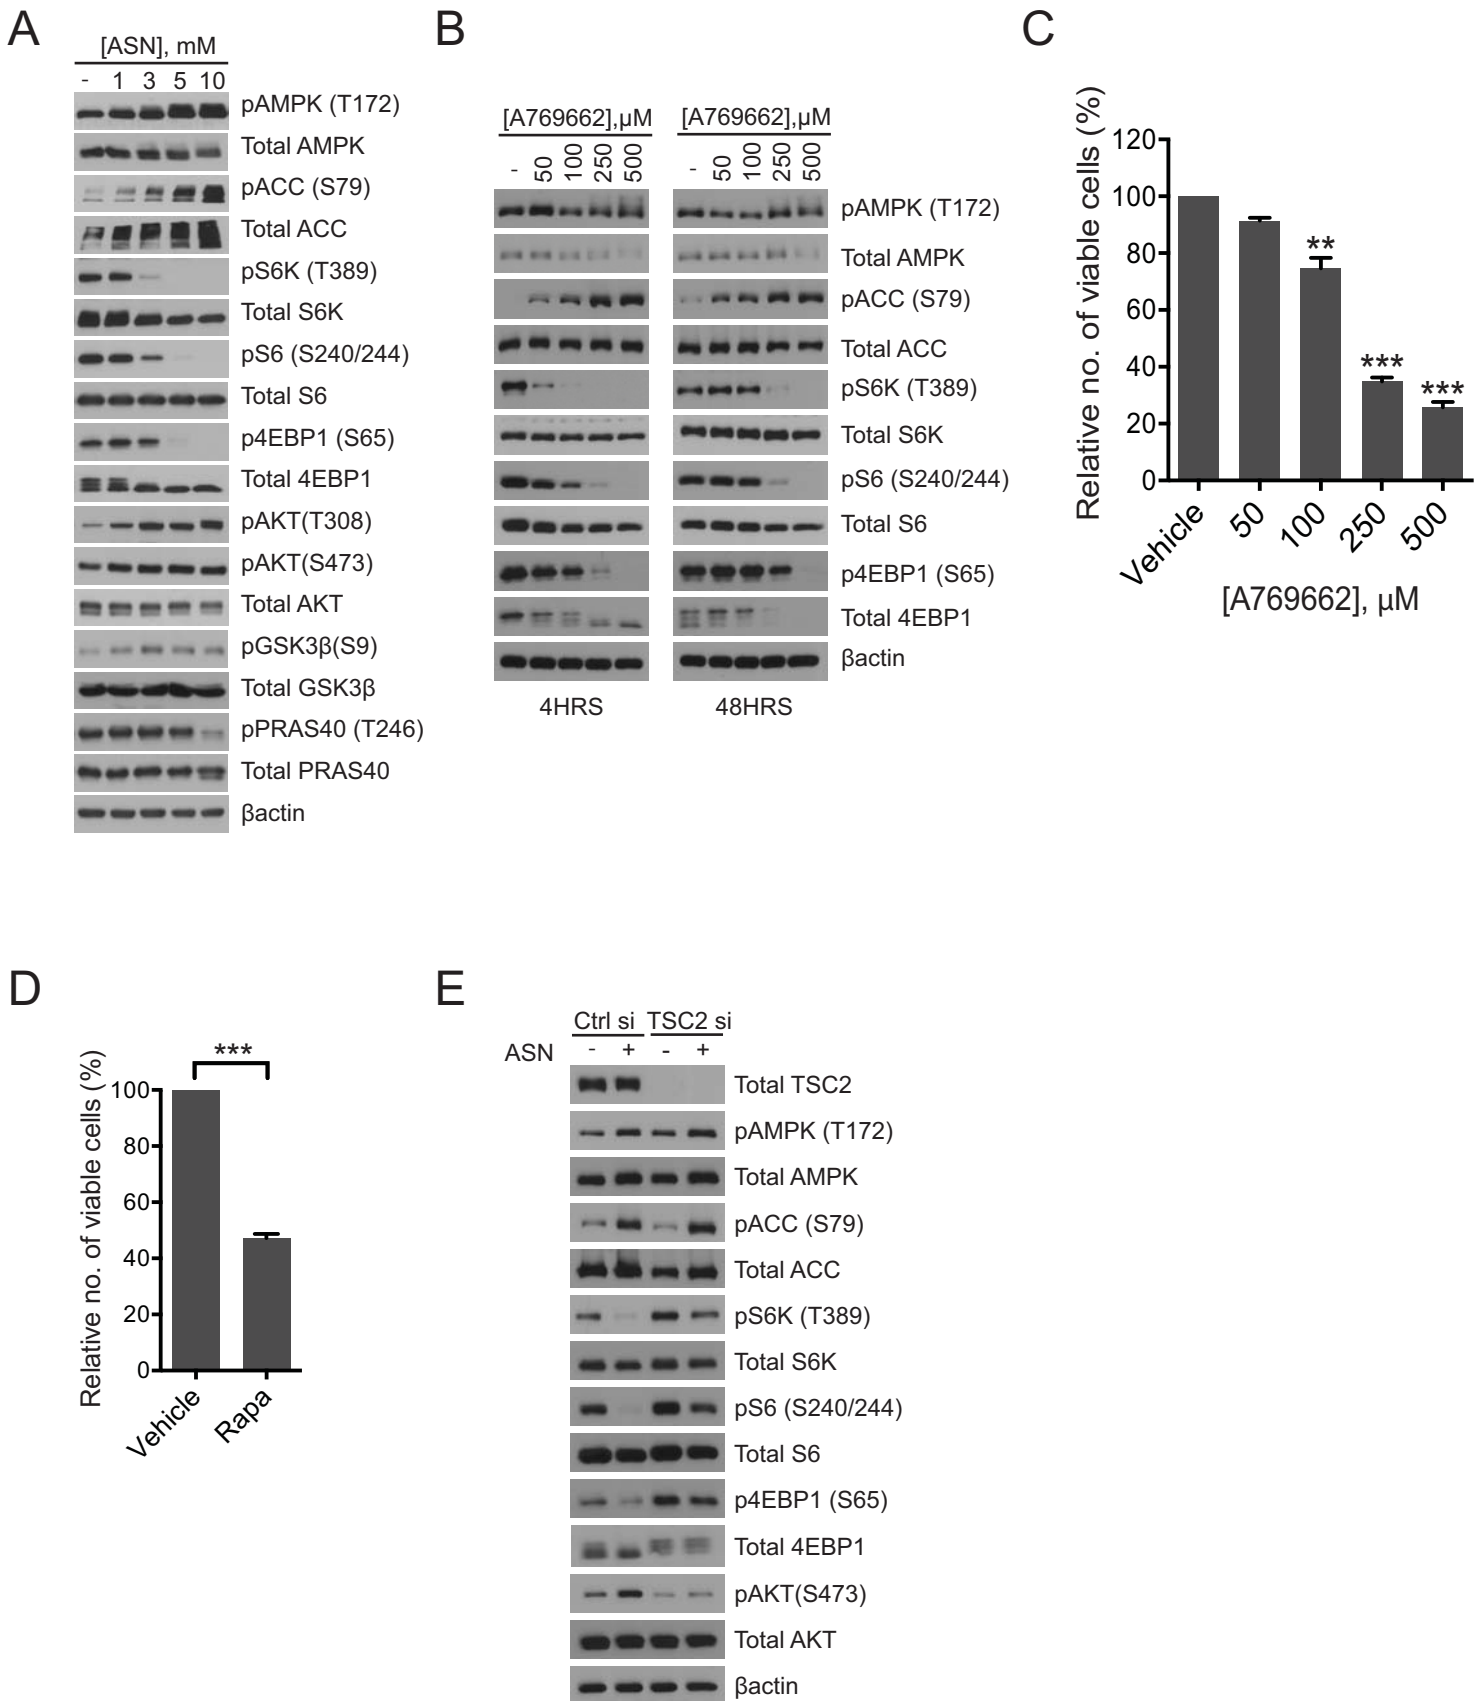 A
[ASN], mM
- 1 3 5 10
pAMPK (T172)
Total AMPK
pACC (S79)
Total ACC
pS6K (T389)
Total S6K
pS6 (S240/244)
Total S6
p4EBP1 (S65)
Total 4EBP1
pAKT(T308)
pAKT(S473)
Total AKT
pGSK3β(S9)
Total GSK3β
pPRAS40 (T246)
Total PRAS40
βactin
B
[A769662],µM [A769662],µM
- 50 100 250 500 - 50 100 250 500
pAMPK (T172)
Total AMPK
pACC (S79)
Total ACC
pS6K (T389)
Total S6K
pS6 (S240/244)
Total S6
p4EBP1 (S65)
Total 4EBP1
βactin
4HRS 48HRS
C
Relative no. of viable cells (%)
120
100
80
60
40
20
0
**
***
***
Vehicle 50 100 250 500
[A769662], µM
D
Relative no. of viable cells (%)
***
100
80
60
40
20
0
Vehicle Rapa
E
Ctrl si TSC2 si
ASN - + - +
Total TSC2
pAMPK (T172)
Total AMPK
pACC (S79)
Total ACC
pS6K (T389)
Total S6K
pS6 (S240/244)
Total S6
p4EBP1 (S65)
Total 4EBP1
pAKT(S473)
Total AKT
βactin